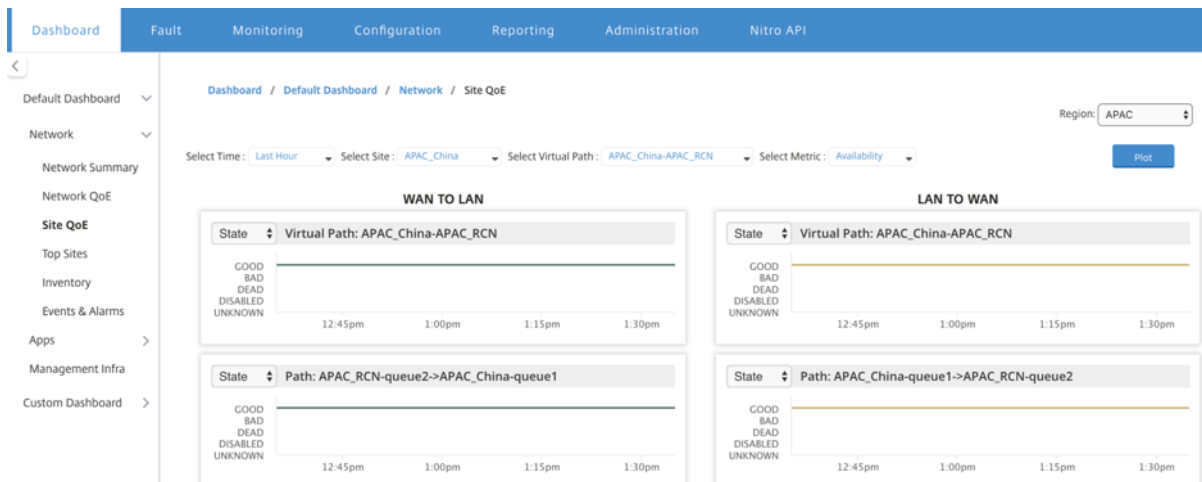 Dashboard Fault Monitoring Configuration Reporting Administration Nitro API
Default Dashboard
Network
Network Summary
Network QoE
Site QoE
Top Sites
Inventory
Events & Alarms
Apps
Management Infra
Custom Dashboard
Dashboard / Default Dashboard / Network / Site QoE
Region: APAC
Select Time : Last Hour Select Site : APAC_China Select Virtual Path : APAC_China-APAC_RCN Select Metric : Availability Plot
WAN TO LAN
State Virtual Path: APAC_China-APAC_RCN
GOOD
BAD
DEAD
DISABLED
UNKNOWN
12:45pm 1:00pm 1:15pm 1:30pm
State Path: APAC_RCN-queue2->APAC_China-queue1
GOOD
BAD
DEAD
DISABLED
UNKNOWN
12:45pm 1:00pm 1:15pm 1:30pm
LAN TO WAN
State Virtual Path: APAC_China-APAC_RCN
GOOD
BAD
DEAD
DISABLED
UNKNOWN
12:45pm 1:00pm 1:15pm 1:30pm
State Path: APAC_China-queue1->APAC_RCN-queue2
GOOD
BAD
DEAD
DISABLED
UNKNOWN
12:45pm 1:00pm 1:15pm 1:30pm